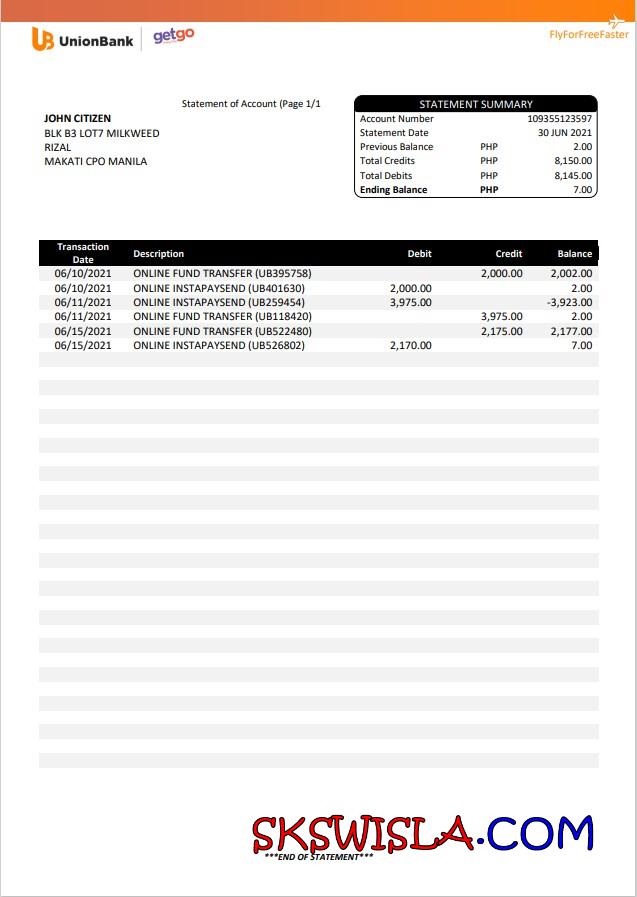 FlyForFreeFaster
UB UnionBank getgo
Statement of Account (Page 1/1
STATEMENT SUMMARY
JOHN CITIZEN
BLK B3 LOT7 MILKWEED
RIZAL
MAKATI CPO MANILA
Account Number 109355123597
Statement Date 30 JUN 2021
Previous Balance PHP 2.00
Total Credits PHP 8,150.00
Total Debits PHP 8,145.00
Ending Balance PHP 7.00
Transaction Date Description Debit Credit Balance
06/10/2021 ONLINE FUND TRANSFER (UB395758) 2,000.00 2,002.00
06/10/2021 ONLINE INSTAPAYSEND (UB401630) 2,000.00 2.00
06/11/2021 ONLINE INSTAPAYSEND (UB259454) 3,975.00 -3,923.00
06/11/2021 ONLINE FUND TRANSFER (UB118420) 3,975.00 2.00
06/15/2021 ONLINE FUND TRANSFER (UB522480) 2,175.00 2,177.00
06/15/2021 ONLINE INSTAPAYSEND (UB526802) 2,170.00 7.00
SKSWISLA.COM
***END OF STATEMENT***